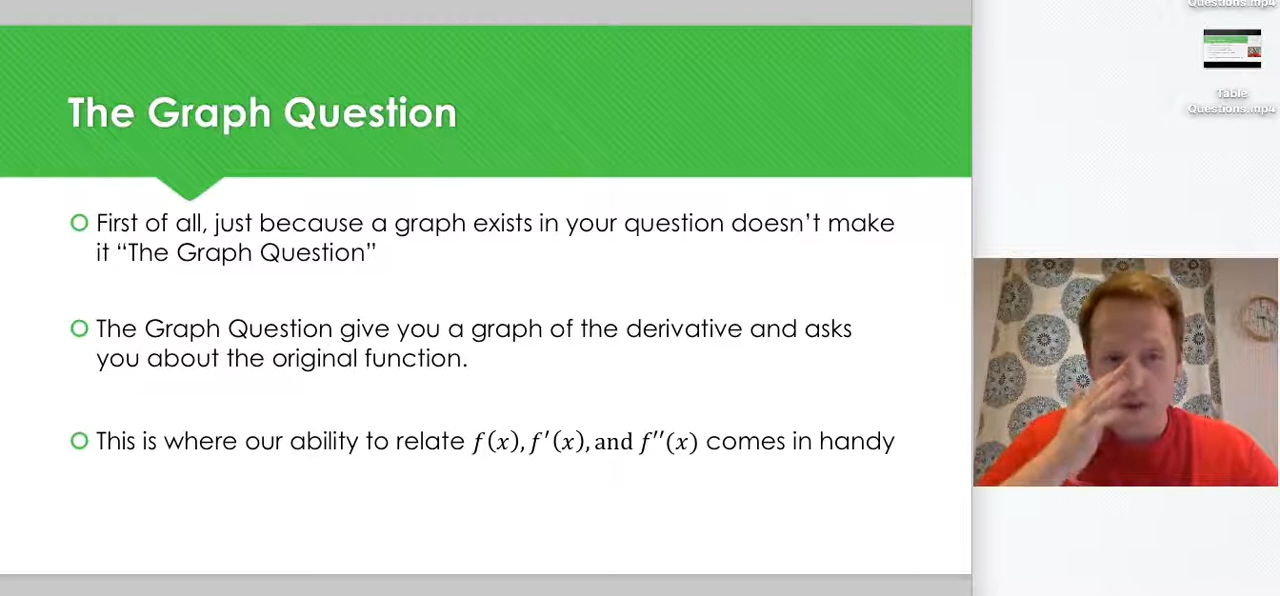 Questions.mp4
The Graph Question
Table
Questions.mp4
First of all, just because a graph exists in your question doesn't make
it “The Graph Question”
The Graph Question give you a graph of the derivative and asks
you about the original function.
This is where our ability to relate f(x), f′(x), and f′′(x) comes in handy